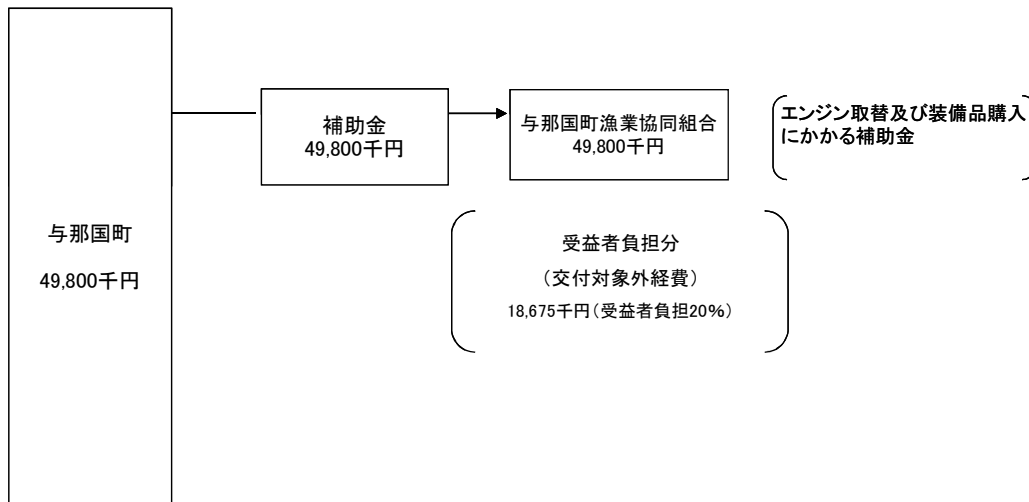 与那国町
49,800千円
補助金
49,800千円
与那国町漁業協同組合
49,800千円
エンジン取替及び装備品購入
にかかる補助金
受益者負担分
（交付対象外経費）
18,675千円（受益者負担20％）